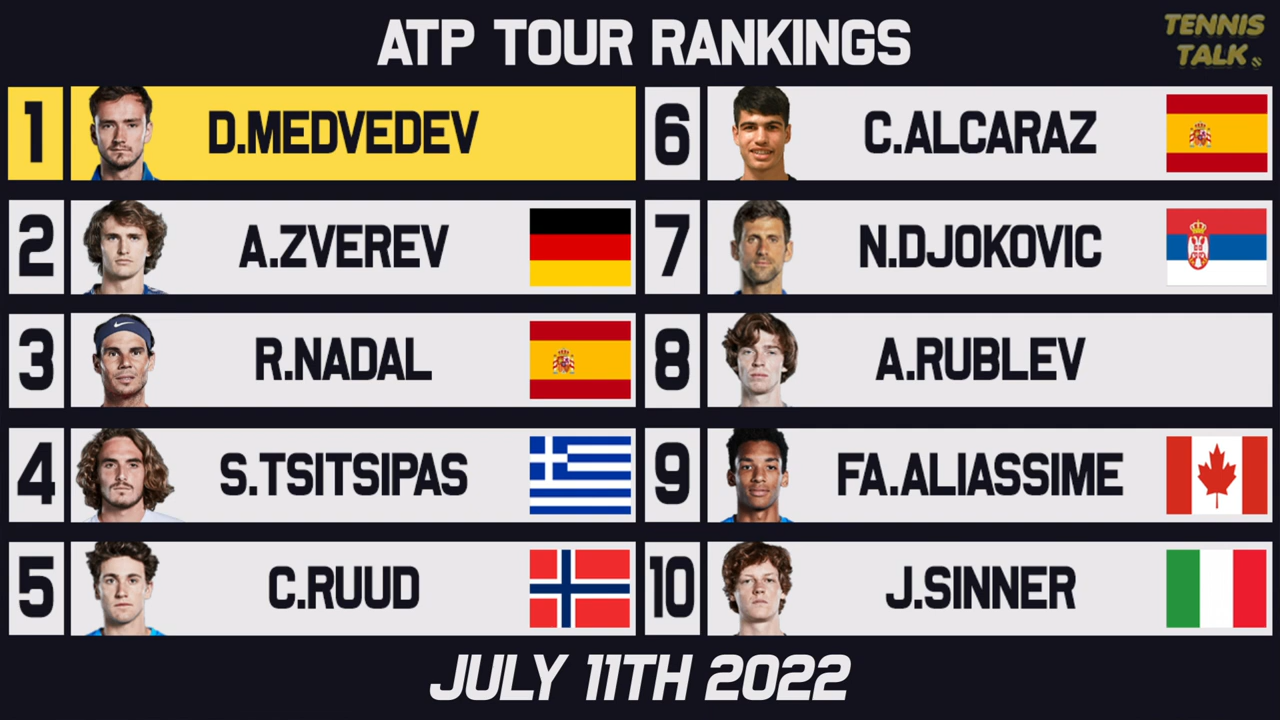 ATP TOUR RANKINGS
TENNIS
TALK
1 D.MEDVEDEV
2 A.ZVEREV
3 R.NADAL
4 S.TSITSIPAS
5 C.RUUD
6 C.ALCARAZ
7 N.DJOKOVIC
8 A.RUBLEV
9 FA.ALIASSIME
10 J.SINNER
JULY 11TH 2022